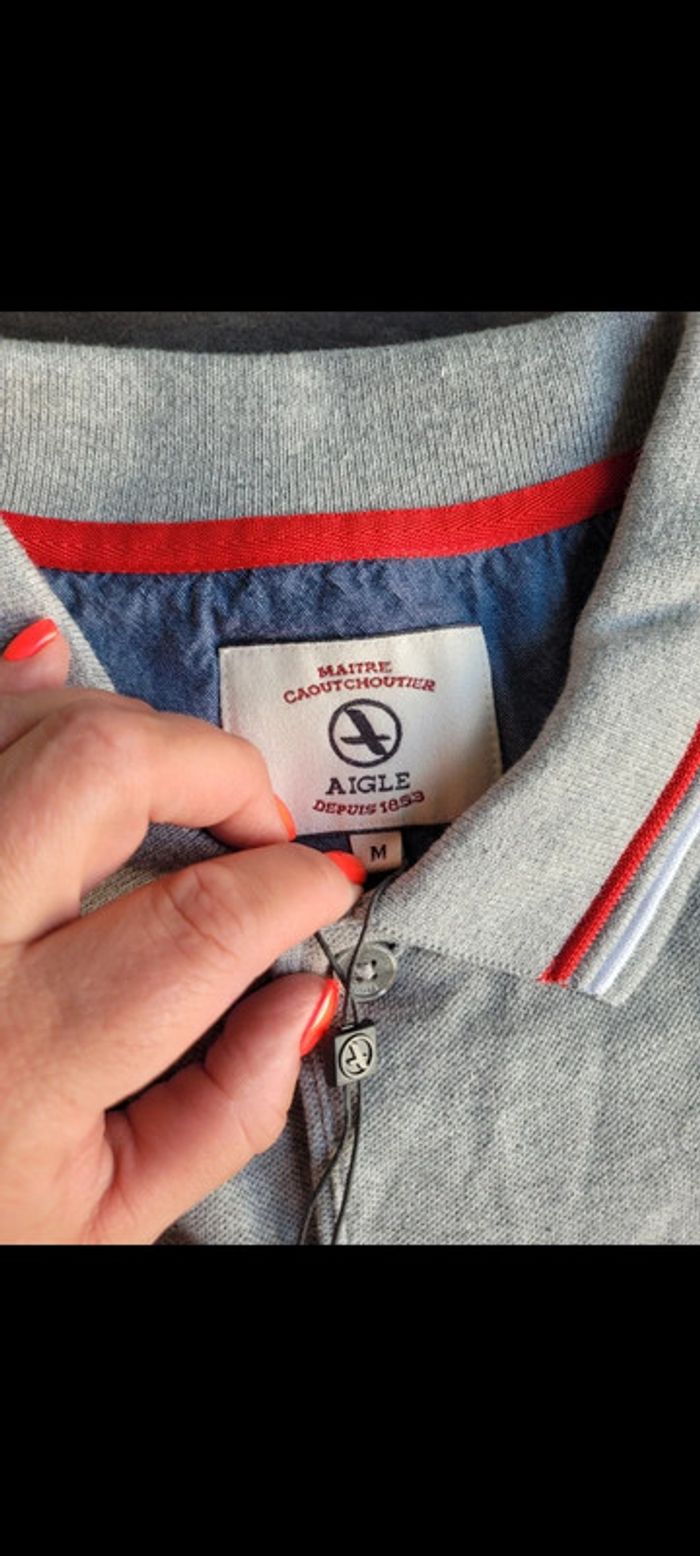 MAITRE
CAOUTCHOUTIER
AIGLE
DEPUIS 1853
M